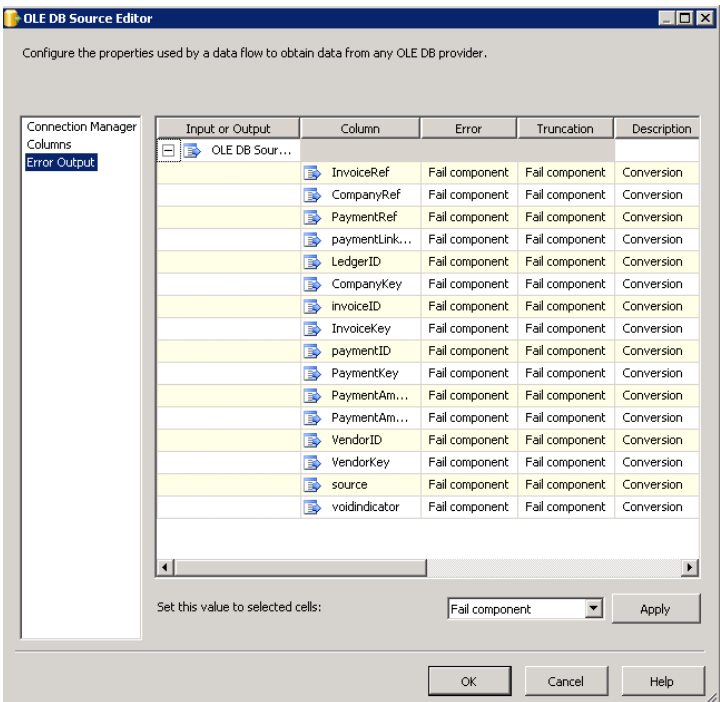 OLE DB Source Editor
Configure the properties used by a data flow to obtain data from any OLE DB provider.
Connection Manager
Columns
Error Output
Input or Output Column Error Truncation Description
OLE DB Sour...
InvoiceRef Fail component Fail component Conversion
CompanyRef Fail component Fail component Conversion
PaymentRef Fail component Fail component Conversion
paymentLink... Fail component Fail component Conversion
LedgerID Fail component Fail component Conversion
CompanyKey Fail component Fail component Conversion
invoiceID Fail component Fail component Conversion
InvoiceKey Fail component Fail component Conversion
paymentID Fail component Fail component Conversion
PaymentKey Fail component Fail component Conversion
PaymentAm... Fail component Fail component Conversion
PaymentAm... Fail component Fail component Conversion
VendorID Fail component Fail component Conversion
VendorKey Fail component Fail component Conversion
source Fail component Fail component Conversion
voidindicator Fail component Fail component Conversion
Set this value to selected cells: Fail component Apply
OK Cancel Help